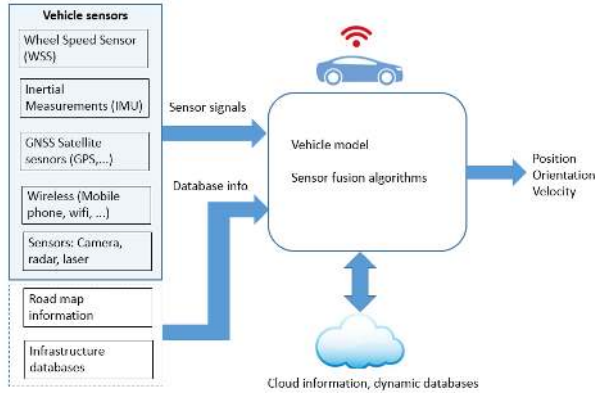 Vehicle sensors
Wheel Speed Sensor
(WSS)
Inertial
Measurements (IMU)
GNSS Satellite
sesnors (GPS,...)
Wireless (Mobile
phone, wifi, ...)
Sensors: Camera,
radar, laser
Road map
information
Infrastructure
databases
Sensor signals
Database info
Vehicle model
Sensor fusion algorithms
Position
Orientation
Velocity
Cloud information, dynamic databases